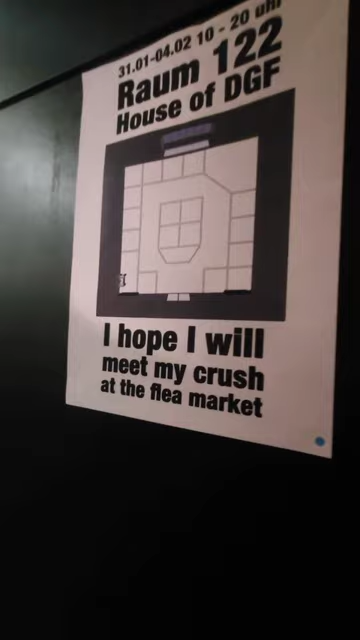 31.01-04.02 10 - 20 uhr
Raum 122
House of DGF
I hope I will
meet my crush
at the flea market